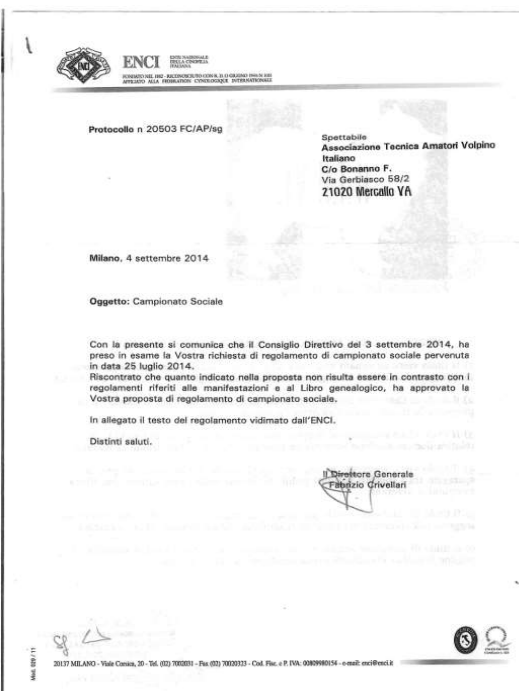 ENCI
ENTE NAZIONALE
DELLA CINOFILIA
ITALIANA
Protocollo n 20503 FC/AP/sg
Spettabile
Associazione Tecnica Amatori Volpino
Italiano
C/o Bonanno F.
Via Gerbiasco 58/2
21020 Mercallo VA
Milano, 4 settembre 2014
Oggetto: Campionato Sociale
Con la presente si comunica che il Consiglio Direttivo del 3 settembre 2014, ha
preso in esame la Vostra richiesta di regolamento di campionato sociale pervenuta
in data 25 luglio 2014.
Riscontrato che quanto indicato nella proposta non risulta essere in contrasto con i
regolamenti riferiti alle manifestazioni e al Libro genealogico, ha approvato la
Vostra proposta di regolamento di campionato sociale.
In allegato il testo del regolamento vidimato dall'ENCI.
Distinti saluti.
Il Direttore Generale
Fabrizio Crivellari
20137 MILANO - Viale Corsica, 20 - Tel. (02) 7002031 - Fax (02) 70020323 - Cod. Fisc. e P. IVA: 00809980154 - e-mail: enci@enci.it